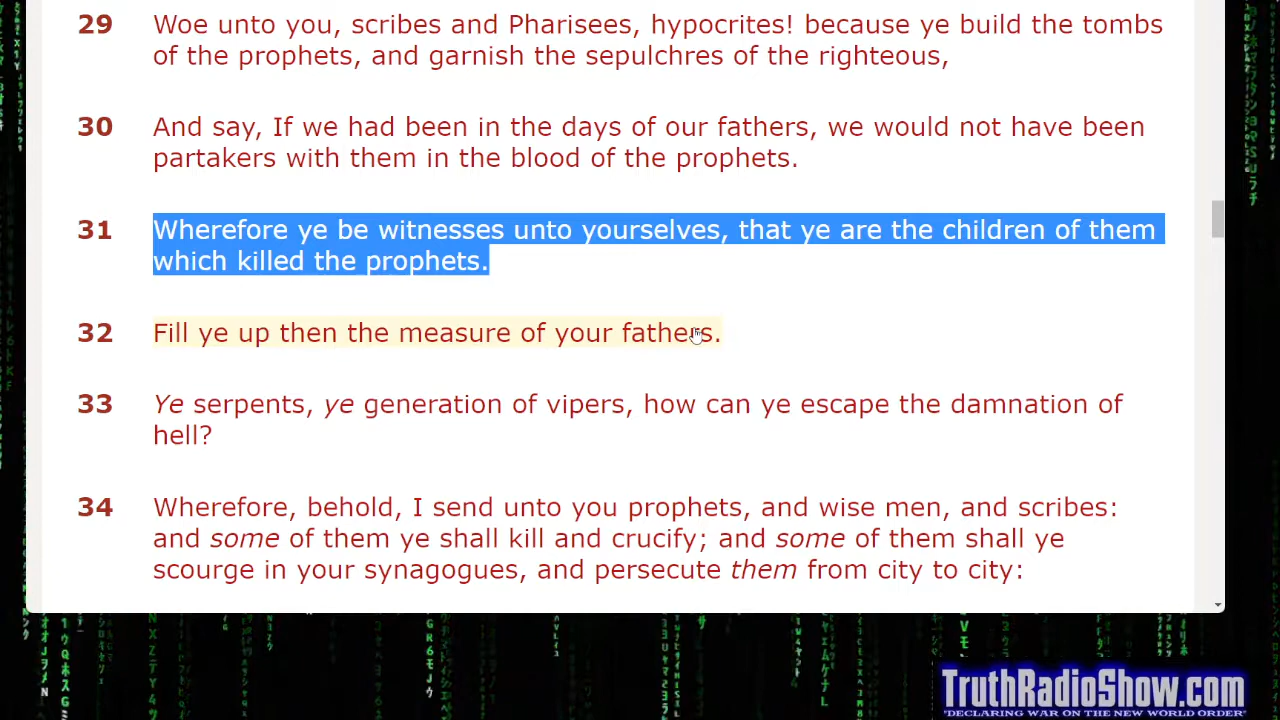 29 Woe unto you, scribes and Pharisees, hypocrites! because ye build the tombs
of the prophets, and garnish the sepulchres of the righteous,
30 And say, If we had been in the days of our fathers, we would not have been
partakers with them in the blood of the prophets.
31 Wherefore ye be witnesses unto yourselves, that ye are the children of them
which killed the prophets.
32 Fill ye up then the measure of your fathers.
33 Ye serpents, ye generation of vipers, how can ye escape the damnation of
hell?
34 Wherefore, behold, I send unto you prophets, and wise men, and scribes:
and some of them ye shall kill and crucify; and some of them shall ye
scourge in your synagogues, and persecute them from city to city:
TruthRadioShow.com
"DECLARING WAR ON THE NEW WORLD ORDER"